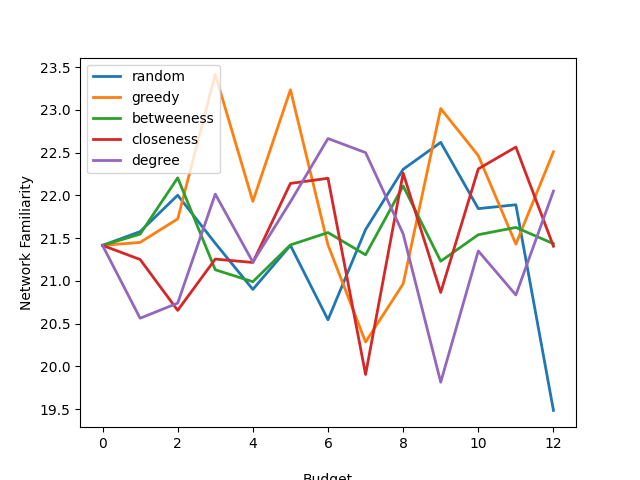 random
greedy
betweeness
closeness
degree
23.5
23.0
22.5
22.0
21.5
21.0
20.5
20.0
19.5
Network Familiarity
0 2 4 6 8 10 12
Budget